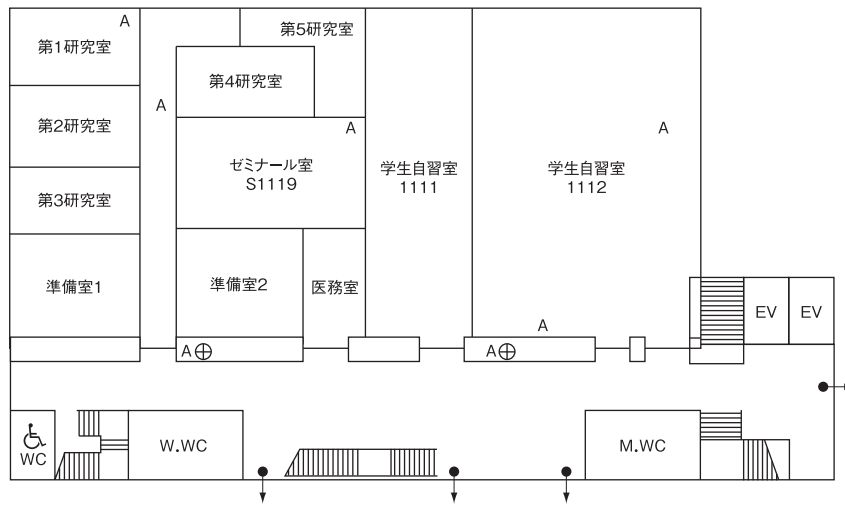 A
第1研究室
第5研究室
第4研究室
A
第2研究室
A
A
ゼミナール室
S1119
学生自習室
1111
学生自習室
1112
第3研究室
準備室1
準備室2
医務室
EV
EV
A
A
A
WC
W.WC
M.WC